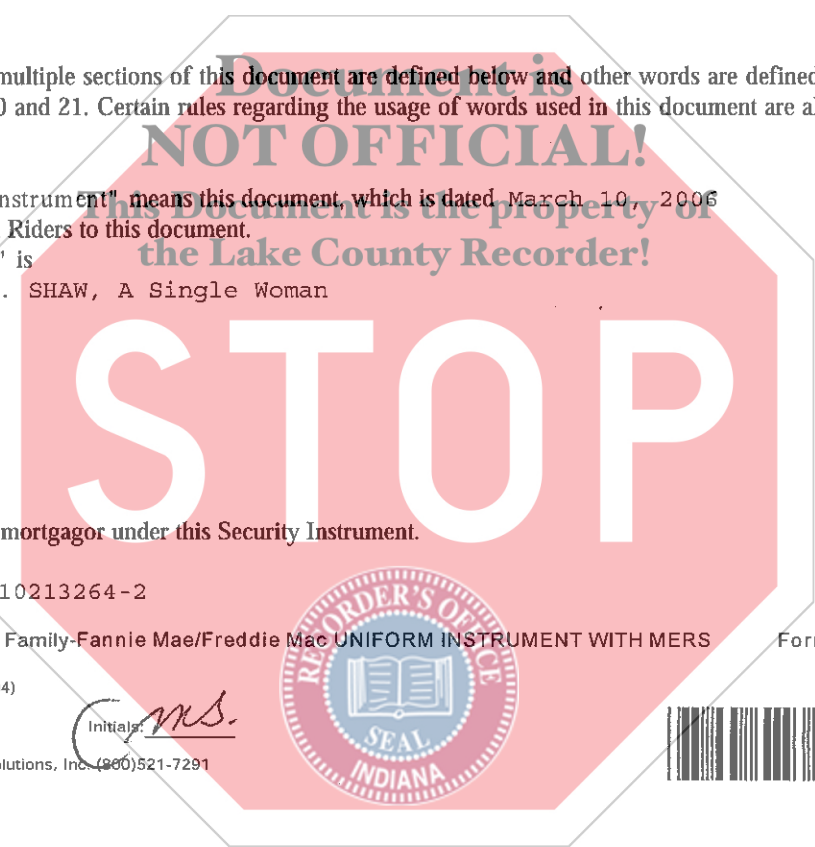 Document is
multiple sections of this document are defined below and other words are defined
0 and 21. Certain rules regarding the usage of words used in this document are al
NOT OFFICIAL!
nstrument" means this document, which is dated March 10, 2006
This Document is the property of
Riders to this document.
the Lake County Recorder!
" is
. SHAW, A Single Woman
STOP
mortgagor under this Security Instrument.
10213264-2
Family-Fannie Mae/Freddie Mac UNIFORM INSTRUMENT WITH MERS For
4)
Initials: MS.
olutions, Inc. (800)521-7291
RECORDER'S OFFICE
SEAL
INDIANA